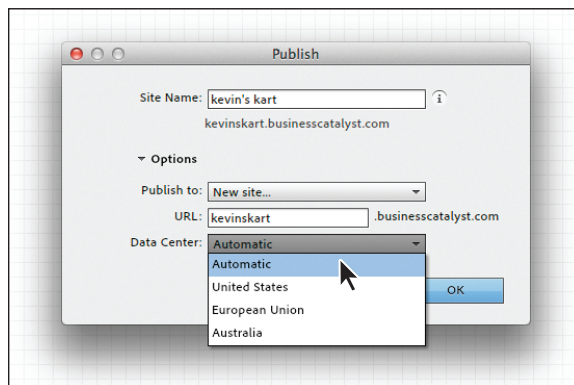 Publish
Site Name: kevin's kart
kevinskart.businesscatalyst.com
Options
Publish to: New site...
URL: kevinskart .businesscatalyst.com
Data Center: Automatic
Automatic
United States
OK
European Union
Australia